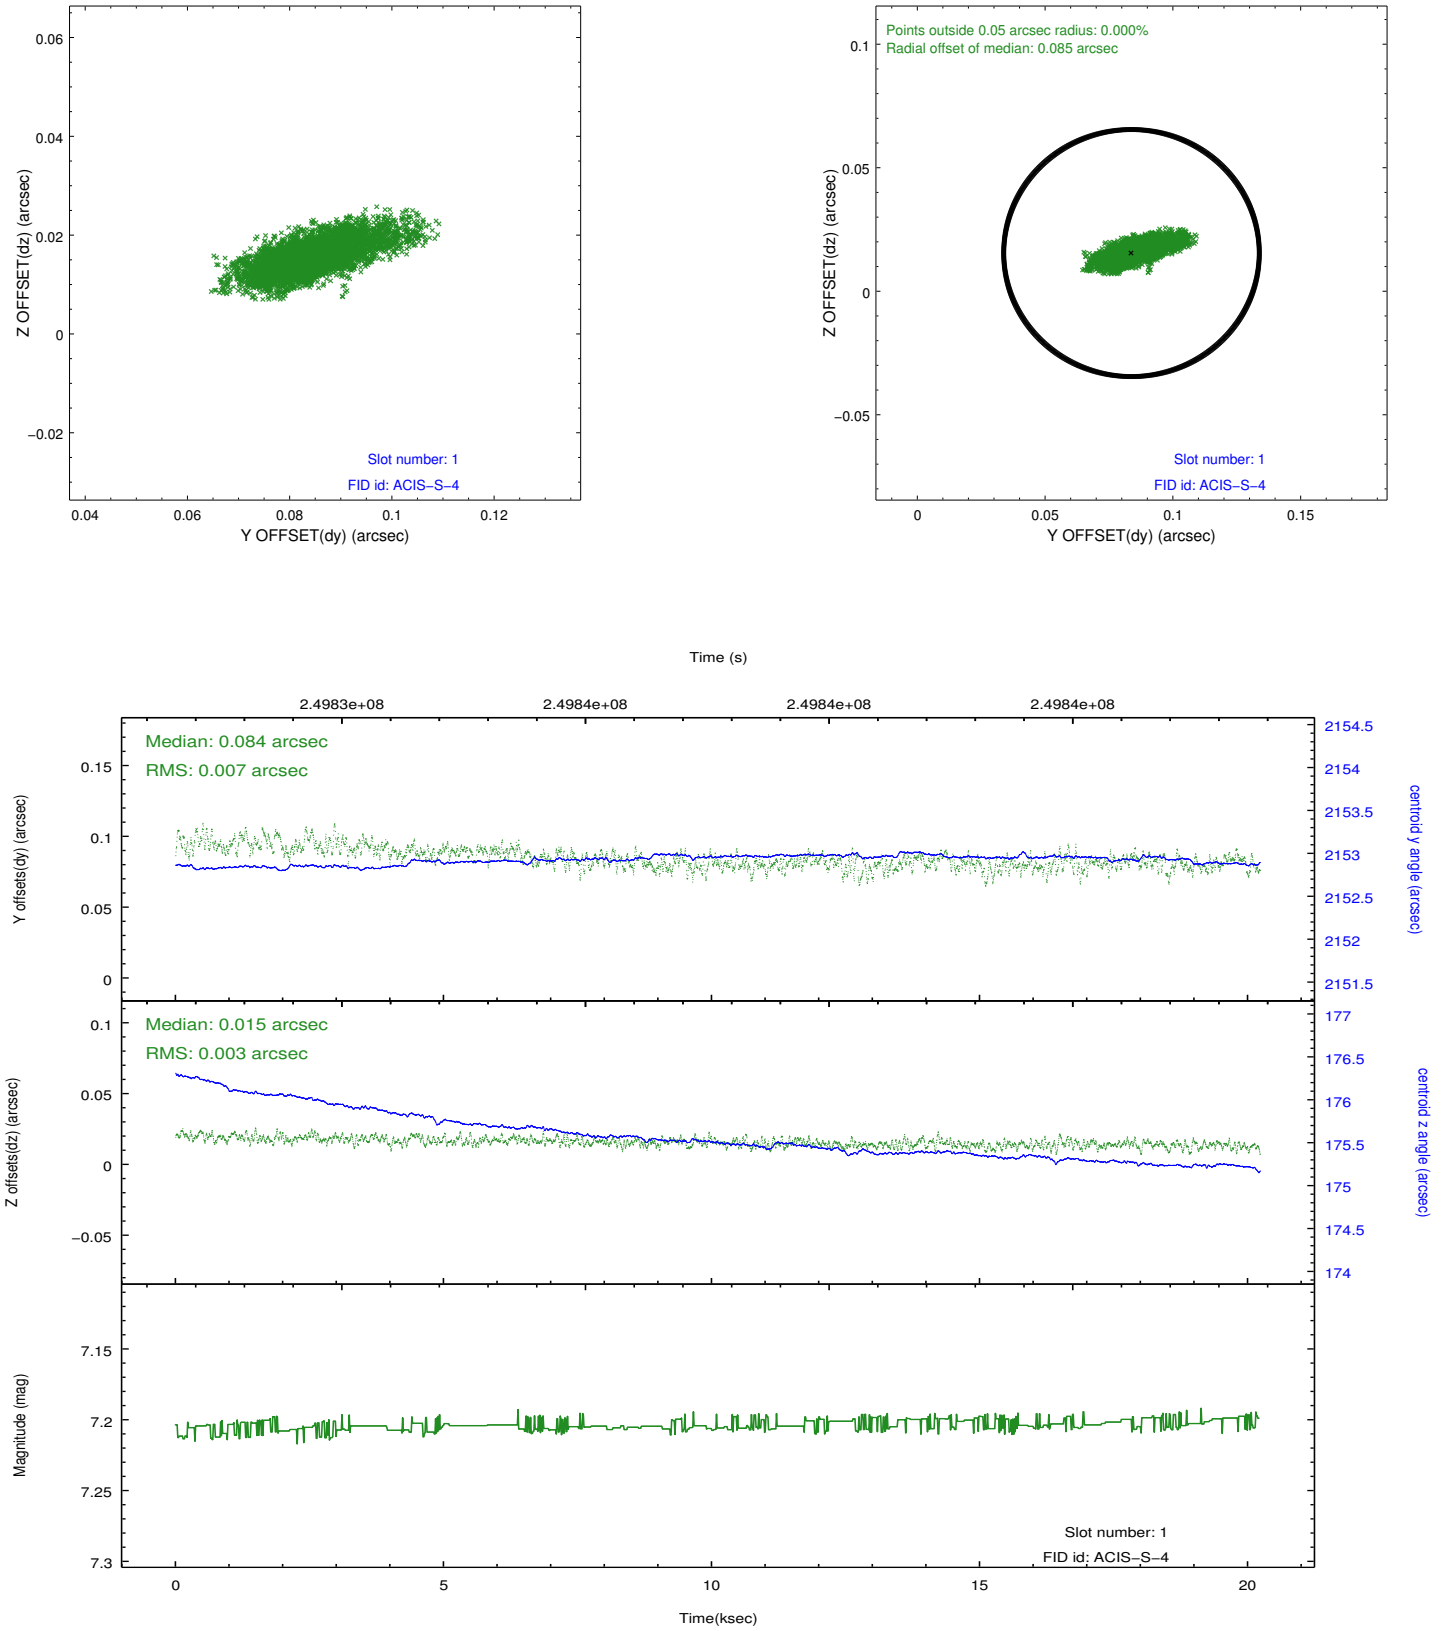 0.06
0.04
0.02
0
−0.02
Z OFFSET(dz) (arcsec)
Slot number: 1
FID id: ACIS−S−4
0.04 0.06 0.08 0.1 0.12
Y OFFSET(dy) (arcsec)
Points outside 0.05 arcsec radius: 0.000%
Radial offset of median: 0.085 arcsec
0.1
0.05
0
−0.05
Z OFFSET(dz) (arcsec)
Slot number: 1
FID id: ACIS−S−4
0 0.05 0.1 0.15
Y OFFSET(dy) (arcsec)
Time (s)
2.4983e+08 2.4984e+08 2.4984e+08 2.4984e+08
Median: 0.084 arcsec
RMS: 0.007 arcsec
0.15
0.1
0.05
0
Y offsets(dy) (arcsec)
2154.5
2154
2153.5
2153
2152.5
2152
2151.5
centroid y angle (arcsec)
Median: 0.015 arcsec
RMS: 0.003 arcsec
0.1
0.05
0
−0.05
Z offsets(dz) (arcsec)
177
176.5
176
175.5
175
174.5
174
centroid z angle (arcsec)
7.15
7.2
7.25
7.3
Magnitude (mag)
Slot number: 1
FID id: ACIS−S−4
0 5 10 15 20
Time(ksec)